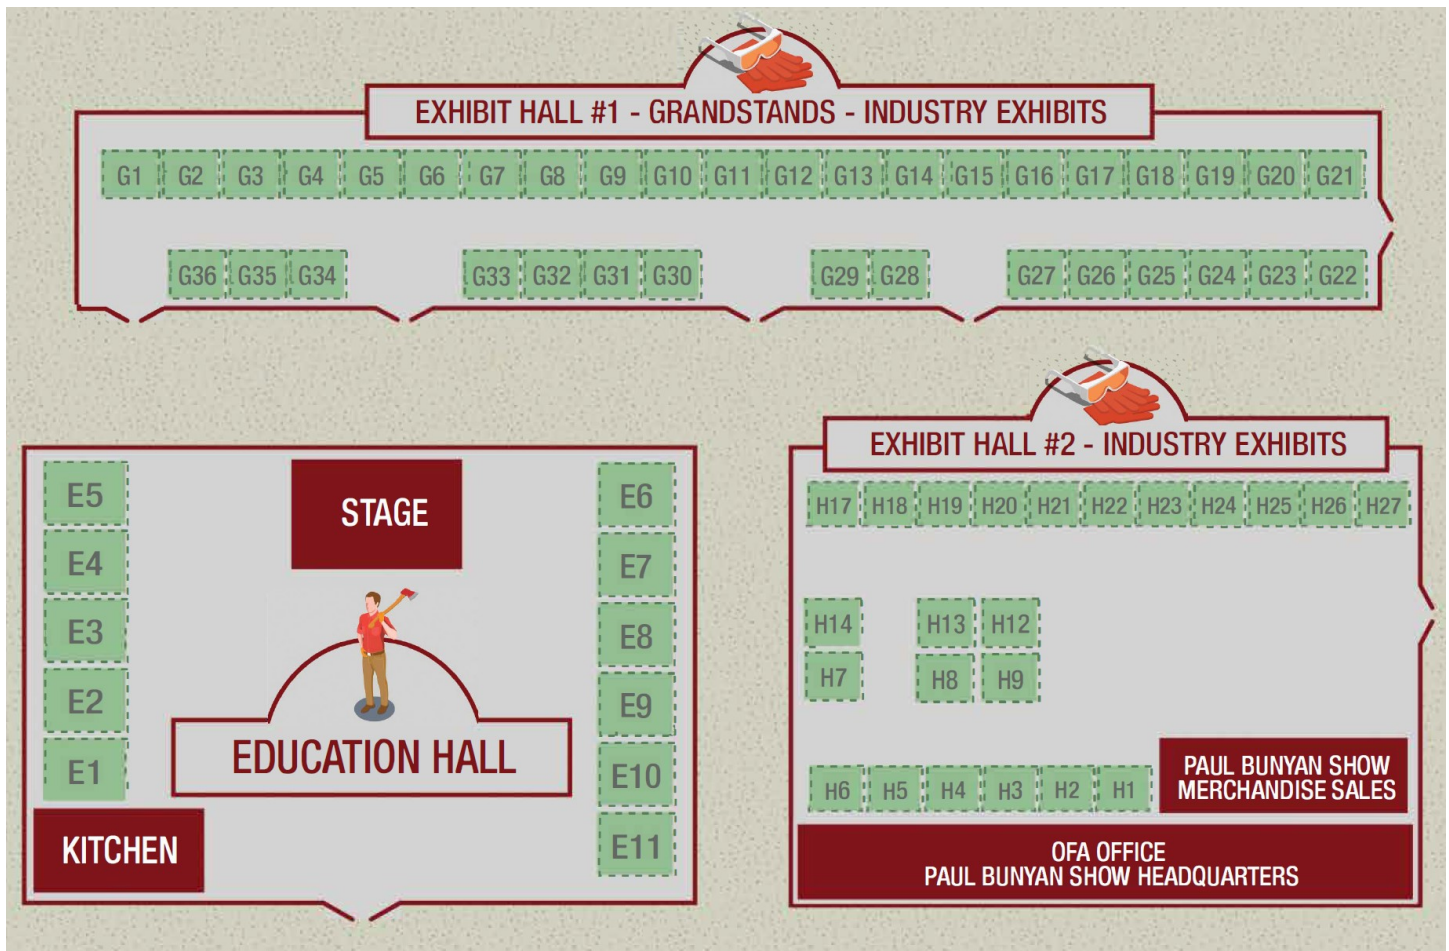 EXHIBIT HALL #1 - GRANDSTANDS - INDUSTRY EXHIBITS
G1 G2 G3 G4 G5 G6 G7 G8 G9 G10 G11 G12 G13 G14 G15 G16 G17 G18 G19 G20 G21
G36 G35 G34 G33 G32 G31 G30 G29 G28 G27 G26 G25 G24 G23 G22
E5
E4
E3
E2
E1
KITCHEN
STAGE
EDUCATION HALL
E6
E7
E8
E9
E10
E11
EXHIBIT HALL #2 - INDUSTRY EXHIBITS
H17 H18 H19 H20 H21 H22 H23 H24 H25 H26 H27
H14 H13 H12
H7 H8 H9
H6 H5 H4 H3 H2 H1
PAUL BUNYAN SHOW
MERCHANDISE SALES
OFA OFFICE
PAUL BUNYAN SHOW HEADQUARTERS